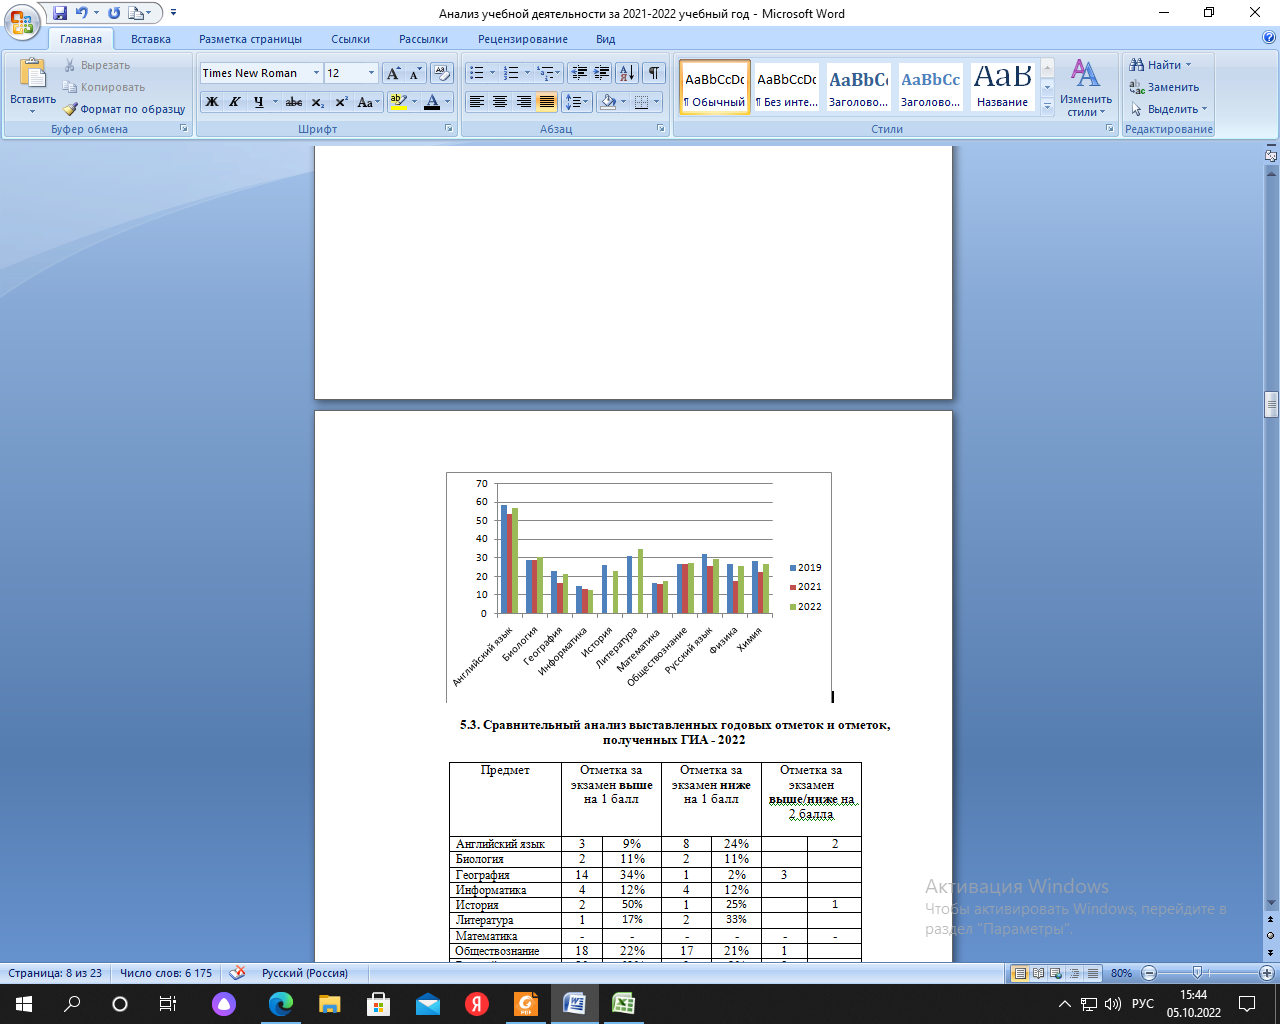 Анализ учебной деятельности за 2021-2022 учебный год - Microsoft Word
Главная Вставка Разметка страницы Ссылки Рассылки Рецензирование Вид
Вставить
Вырезать
Копировать
Формат по образцу
Буфер обмена
Times New Roman 12
Ж К Ч abc x₂ x² Aa
Шрифт
Абзац
AaBbCcDc AaBbCcDc AaBbCc AaBbCc AaB
¶ Обычный ¶ Без инте... Заголово... Заголово... Название
Изменить стили
Стили
Найти
Заменить
Выделить
Редактирование
70
60
50
40
30
20
10
0
Английский язык
Биология
География
Информатика
История
Литература
Математика
Обществознание
Русский язык
Физика
Химия
2019
2021
2022
5.3. Сравнительный анализ выставленных годовых отметок и отметок,
полученных ГИА - 2022
Предмет Отметка за экзамен выше на 1 балл Отметка за экзамен ниже на 1 балл Отметка за экзамен выше/ниже на 2 балла
Английский язык 3 9% 8 24% 2
Биология 2 11% 2 11%
География 14 34% 1 2% 3
Информатика 4 12% 4 12%
История 2 50% 1 25% 1
Литература 1 17% 2 33%
Математика - - - - - -
Обществознание 18 22% 17 21% 1
Активация Windows
Чтобы активировать Windows, перейдите в
раздел "Параметры".
Страница: 8 из 23 Число слов: 6 175 Русский (Россия) 80%
РУС 15:44
05.10.2022